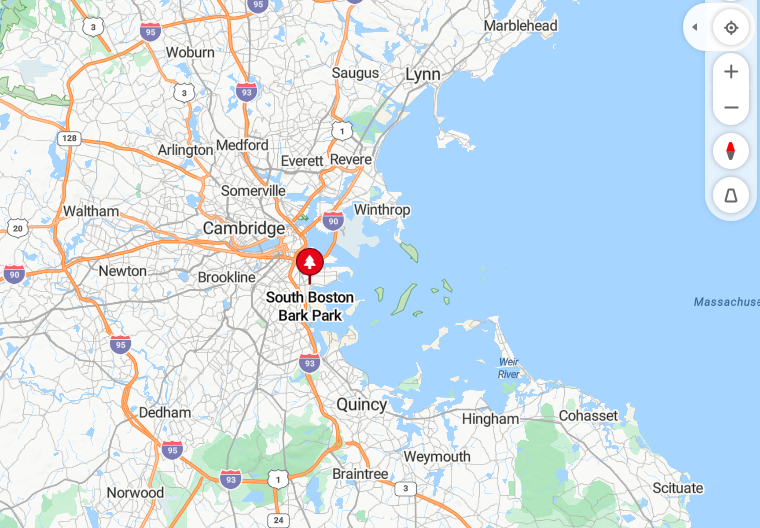 95
95
3
Marblehead
Woburn
Saugus
Lynn
93
3
1
128
Arlington
Medford
Everett
Revere
Somerville
Waltham
Winthrop
90
20
Cambridge
90
Newton
Brookline
South Boston
Bark Park
Massachuse
95
93
Weir
River
Quincy
Dedham
Hingham
Cohasset
95
Weymouth
93
1
Braintree
3
Norwood
Scituate
24